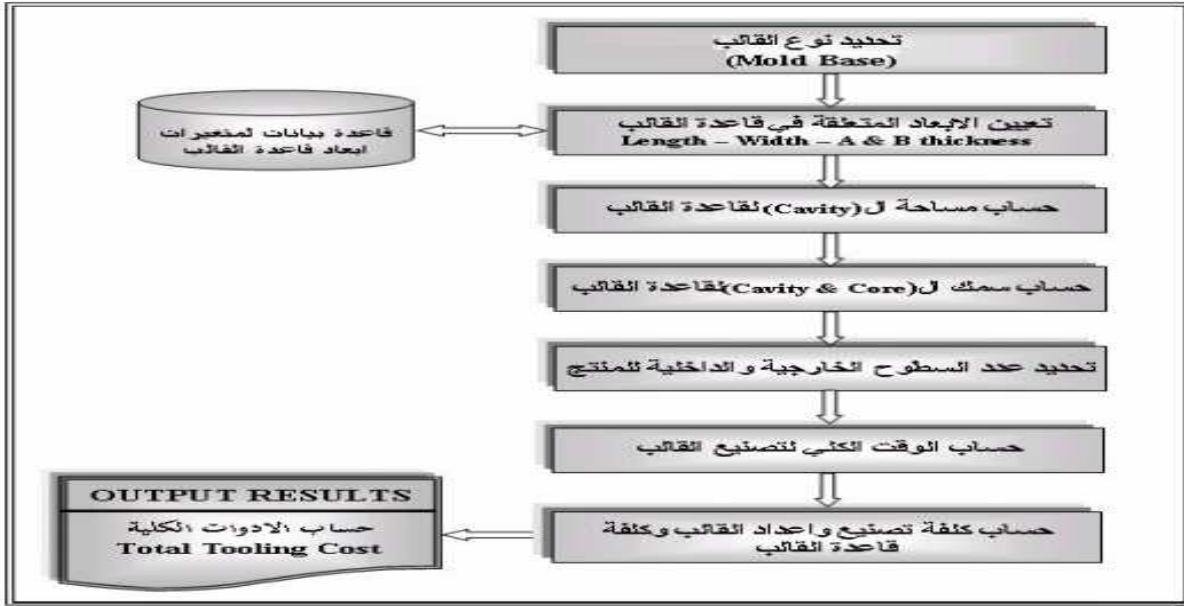 تحديد نوع القالب
(Mold Base)
قاعدة بيانات لمتغيرات
ابعاد قاعدة القالب
تعيين الابعاد المتعلقة في قاعدة القالب
Length – Width – A & B thickness
حساب مساحة ال(Cavity) لقاعدة القالب
حساب سمك ال(Cavity & Core)لقاعدة القالب
تحديد عدد السطوح الخارجية والداخلية للمنتج
حساب الوقت الكلي لتصنيع القالب
حساب كلفة تصنيع واعداد القالب وكلفة
قاعدة القالب
OUTPUT RESULTS
حساب الادوات الكلية
Total Tooling Cost